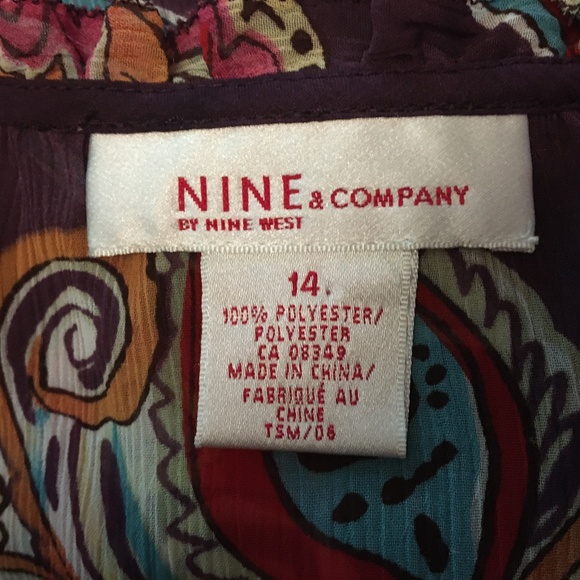 NINE & COMPANY
BY NINE WEST
14.
100% POLYESTER/
POLYESTER
CA 08349
MADE IN CHINA/
FABRIQUÉ AU
CHINE
TSM/06